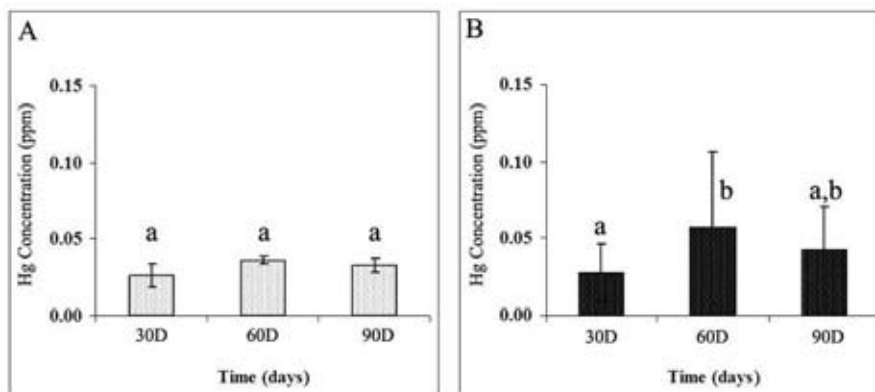 A
Hg Concentration (ppm)
0.15
0.10
0.05
0.00
a
a
a
30D
60D
90D
Time (days)
B
Hg Concentration (ppm)
0.15
0.10
0.05
0.00
a
b
a,b
30D
60D
90D
Time (days)